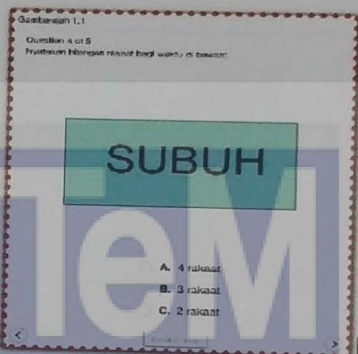 Gambarajah 1.1
Question 4 of 5
Nyatakan bilangan rakaat bagi waktu di bawah:
SUBUH
A. 4 rakaat
B. 3 rakaat
C. 2 rakaat
TeM